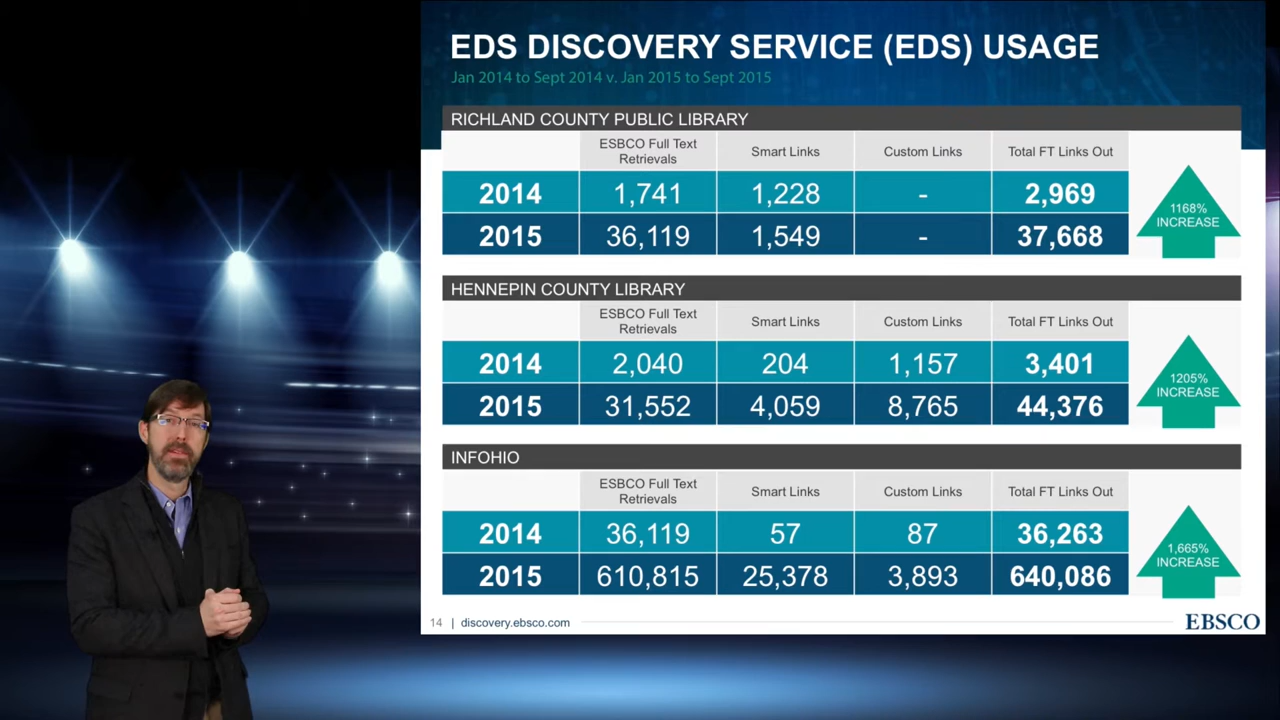 EDS DISCOVERY SERVICE (EDS) USAGE
Jan 2014 to Sept 2014 v. Jan 2015 to Sept 2015
RICHLAND COUNTY PUBLIC LIBRARY
ESBCO Full Text
Retrievals
Smart Links
Custom Links
Total FT Links Out
2014 1,741 1,228 - 2,969
2015 36,119 1,549 - 37,668
1168%
INCREASE
HENNEPIN COUNTY LIBRARY
ESBCO Full Text
Retrievals
Smart Links
Custom Links
Total FT Links Out
2014 2,040 204 1,157 3,401
2015 31,552 4,059 8,765 44,376
1205%
INCREASE
INFOHIO
ESBCO Full Text
Retrievals
Smart Links
Custom Links
Total FT Links Out
2014 36,119 57 87 36,263
2015 610,815 25,378 3,893 640,086
1,665%
INCREASE
14 | discovery.ebsco.com
EBSCO